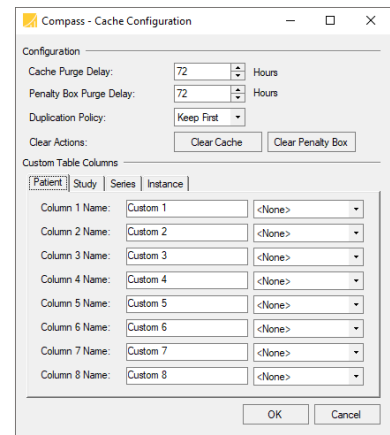 Compass - Cache Configuration
Configuration
Cache Purge Delay: 72 Hours
Penalty Box Purge Delay: 72 Hours
Duplication Policy: Keep First
Clear Actions: Clear Cache Clear Penalty Box
Custom Table Columns
Patient Study Series Instance
Column 1 Name: Custom 1 <None>
Column 2 Name: Custom 2 <None>
Column 3 Name: Custom 3 <None>
Column 4 Name: Custom 4 <None>
Column 5 Name: Custom 5 <None>
Column 6 Name: Custom 6 <None>
Column 7 Name: Custom 7 <None>
Column 8 Name: Custom 8 <None>
OK Cancel